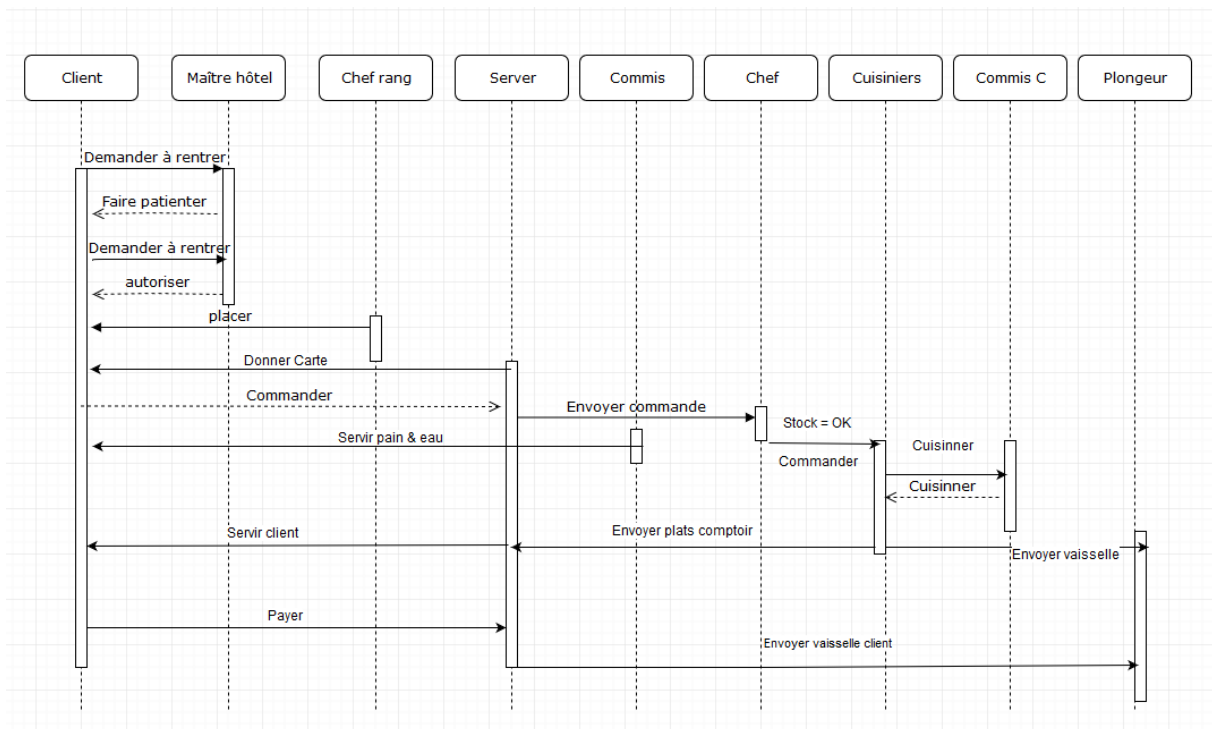 Client
Maître hôtel
Chef rang
Server
Commis
Chef
Cuisiniers
Commis C
Plongeur
Demander à rentrer
Faire patienter
Demander à rentrer
autoriser
placer
Donner Carte
Commander
Envoyer commande
Stock = OK
Servir pain & eau
Commander
Cuisinner
Cuisinner
Servir client
Envoyer plats comptoir
Envoyer vaisselle
Payer
Envoyer vaisselle client